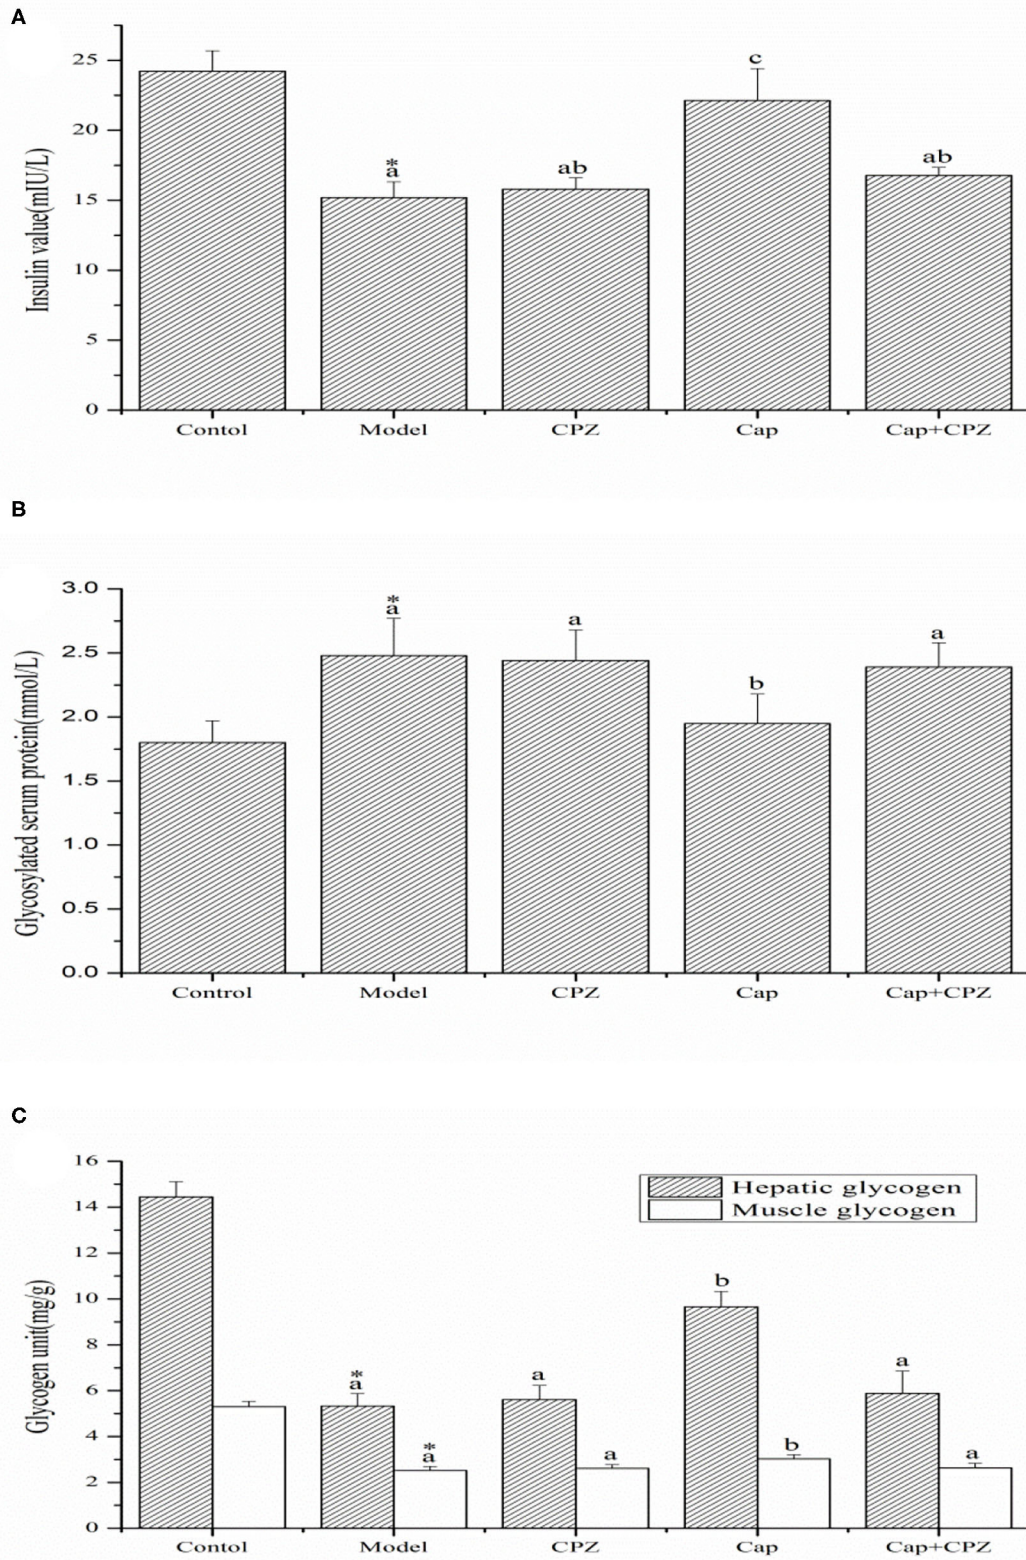 A
Insulin value(mIU/L)
25
20
15
10
5
0
*
a
ab
c
ab
Contol Model CPZ Cap Cap+CPZ
B
Glycosylated serum protein(mmol/L)
3.0
2.5
2.0
1.5
1.0
0.5
0.0
*
a
a
b
a
Control Model CPZ Cap Cap+CPZ
C
Glycogen unit(mg/g)
16
14
12
10
8
6
4
2
0
Hepatic glycogen
Muscle glycogen
*
a
*
a
a
a
b
b
a
a
Contol Model CPZ Cap Cap+CPZ